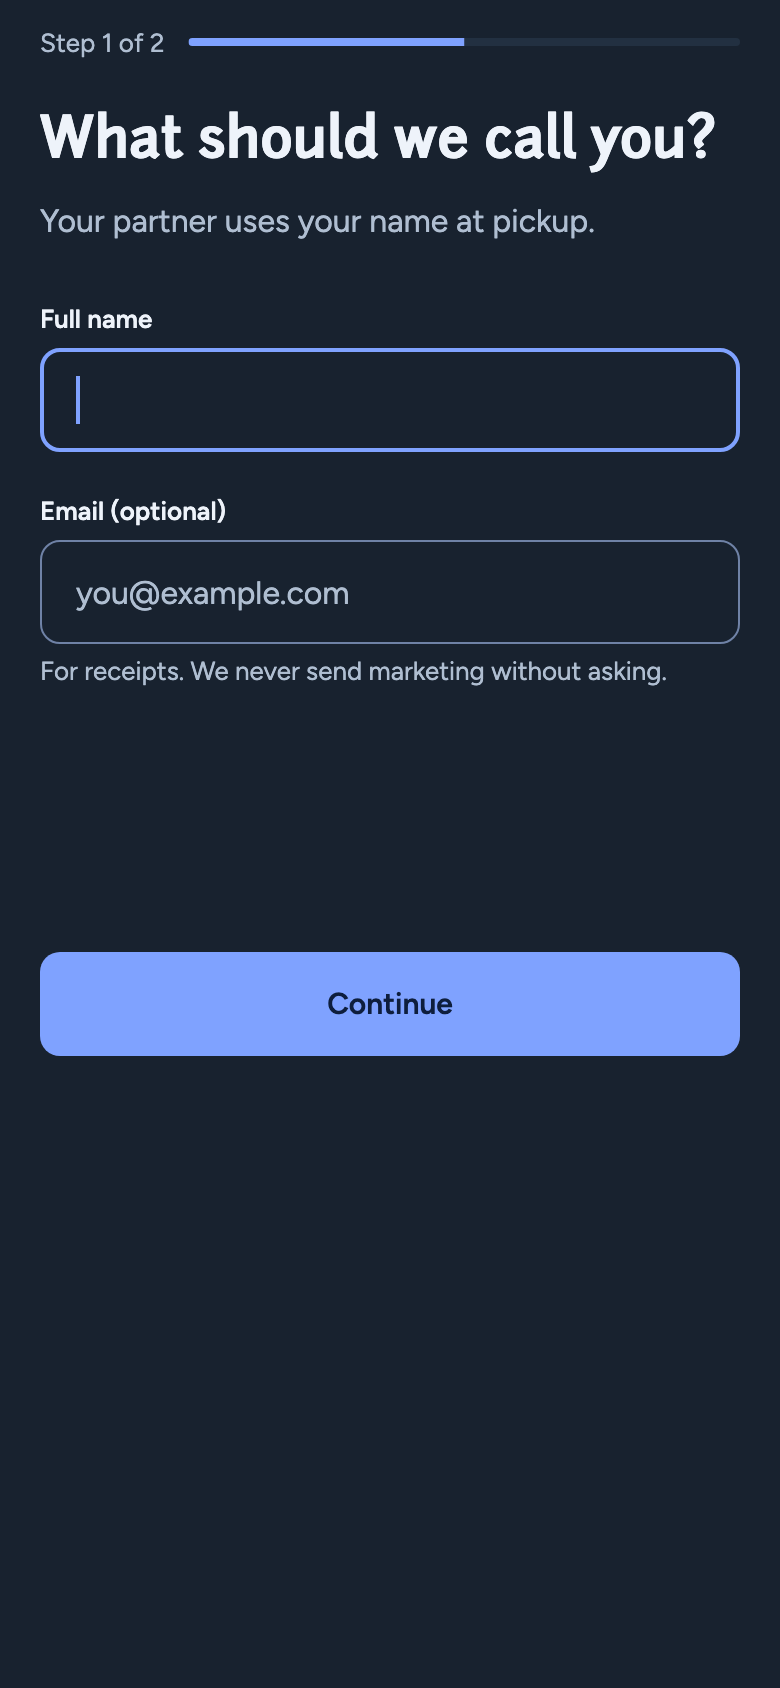 Step 1 of 2
What should we call you?
Your partner uses your name at pickup.
Full name
Email (optional)
you@example.com
For receipts. We never send marketing without asking.
Continue